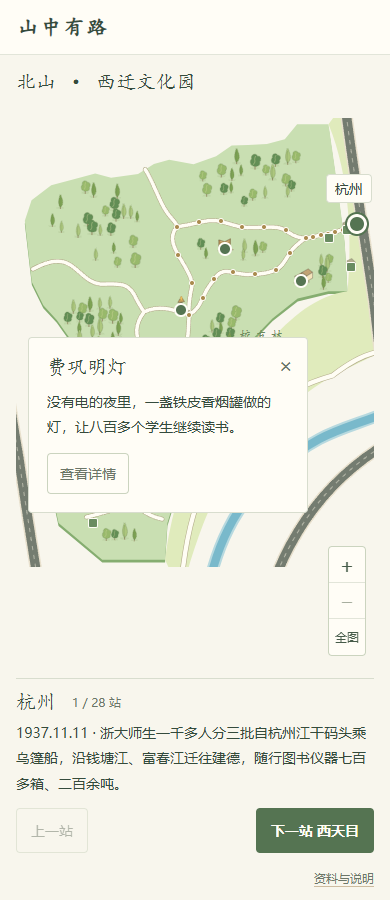 山中有路
北山 • 西迁文化园
杭州
费巩明灯
×
没有电的夜里，一盏铁皮香烟罐做的
灯，让八百多个学生继续读书。
查看详情
+
−
全图
杭州 1 / 28 站
1937.11.11 · 浙大师生一千多人分三批自杭州江干码头乘
乌篷船，沿钱塘江、富春江迁往建德，随行图书仪器七百
多箱、二百余吨。
上一站
下一站 西天目
资料与说明